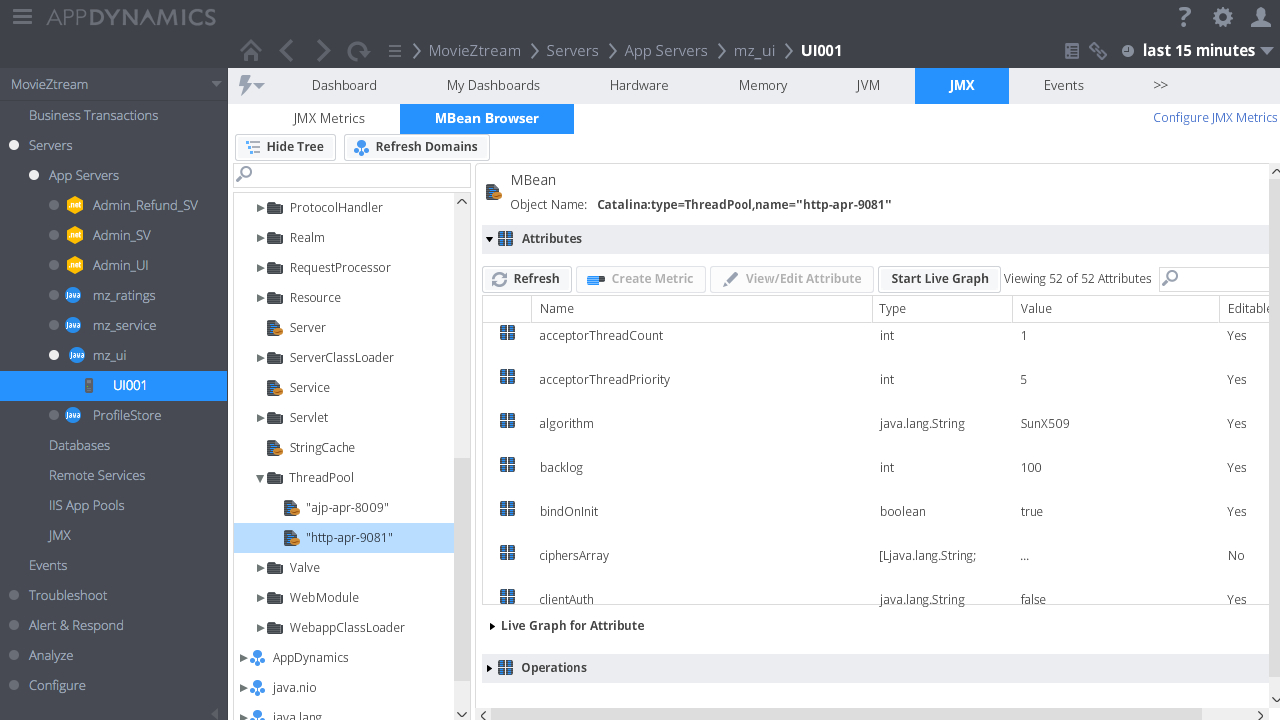 APPDYNAMICS
?
MovieZtream
Servers
App Servers
mz_ui
UI001
last 15 minutes
MovieZtream
Business Transactions
Servers
App Servers
.net Admin_Refund_SV
.net Admin_SV
.net Admin_UI
Java mz_ratings
Java mz_service
Java mz_ui
UI001
Java ProfileStore
Databases
Remote Services
IIS App Pools
JMX
Events
Troubleshoot
Alert & Respond
Analyze
Configure
Dashboard
My Dashboards
Hardware
Memory
JVM
JMX
Events
>>
JMX Metrics
MBean Browser
Configure JMX Metrics
Hide Tree
Refresh Domains
ProtocolHandler
Realm
RequestProcessor
Resource
Server
ServerClassLoader
Service
Servlet
StringCache
ThreadPool
"ajp-apr-8009"
"http-apr-9081"
Valve
WebModule
WebappClassLoader
AppDynamics
java.nio
java.lang
MBean
Object Name: Catalina:type=ThreadPool,name="http-apr-9081"
Attributes
Refresh
Create Metric
View/Edit Attribute
Start Live Graph
Viewing 52 of 52 Attributes
Name Type Value Editable
acceptorThreadCount int 1 Yes
acceptorThreadPriority int 5 Yes
algorithm java.lang.String SunX509 Yes
backlog int 100 Yes
bindOnInit boolean true Yes
ciphersArray [Ljava.lang.String; ... No
clientAuth java.lang.String false Yes
Live Graph for Attribute
Operations